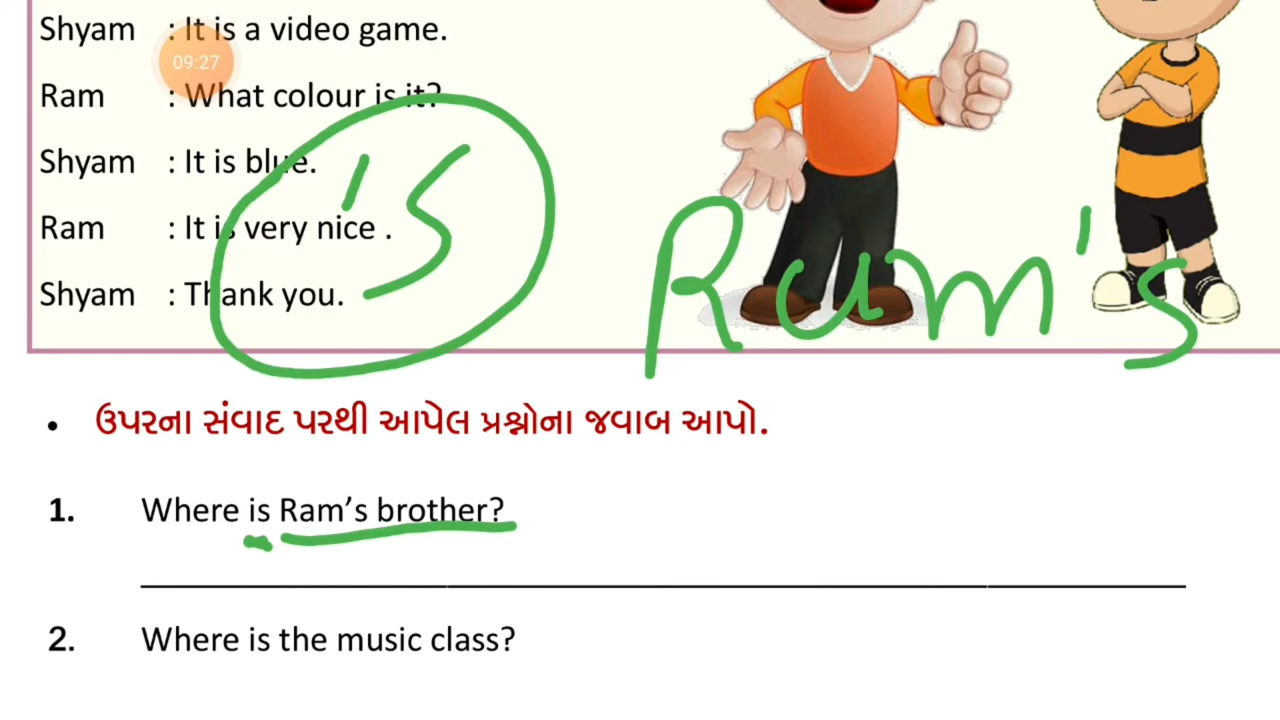 Shyam : It is a video game.
09:27
Ram : What colour is it?
Shyam : It is blue.
Ram : It is very nice .
Shyam : Thank you.
's
Ram's
• ઉપરના સંવાદ પરથી આપેલ પ્રશ્નોના જવાબ આપો.
1. Where is Ram's brother?
2. Where is the music class?